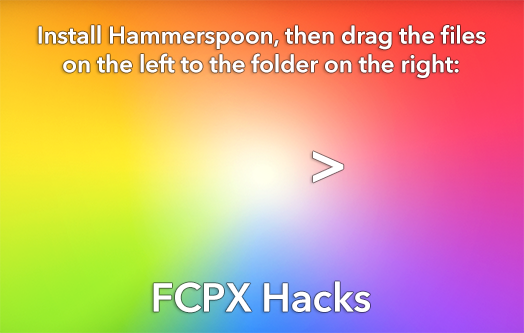 Install Hammerspoon, then drag the files
on the left to the folder on the right:
>
FCPX Hacks